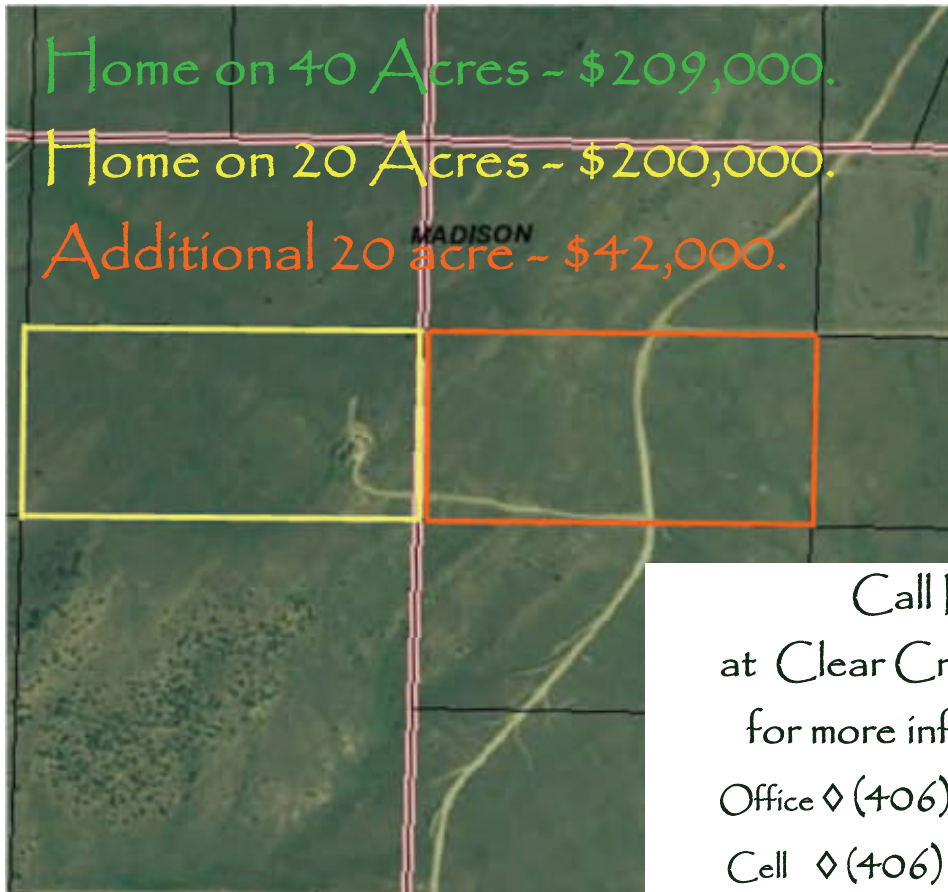 Home on 40 Acres ~ $209,000.
Home on 20 Acres ~ $200,000.
MADISON
Additional 20 acre ~ $42,000.
Call
at Clear Cr
for more inf
Office ◊ (406)
Cell ◊ (406)